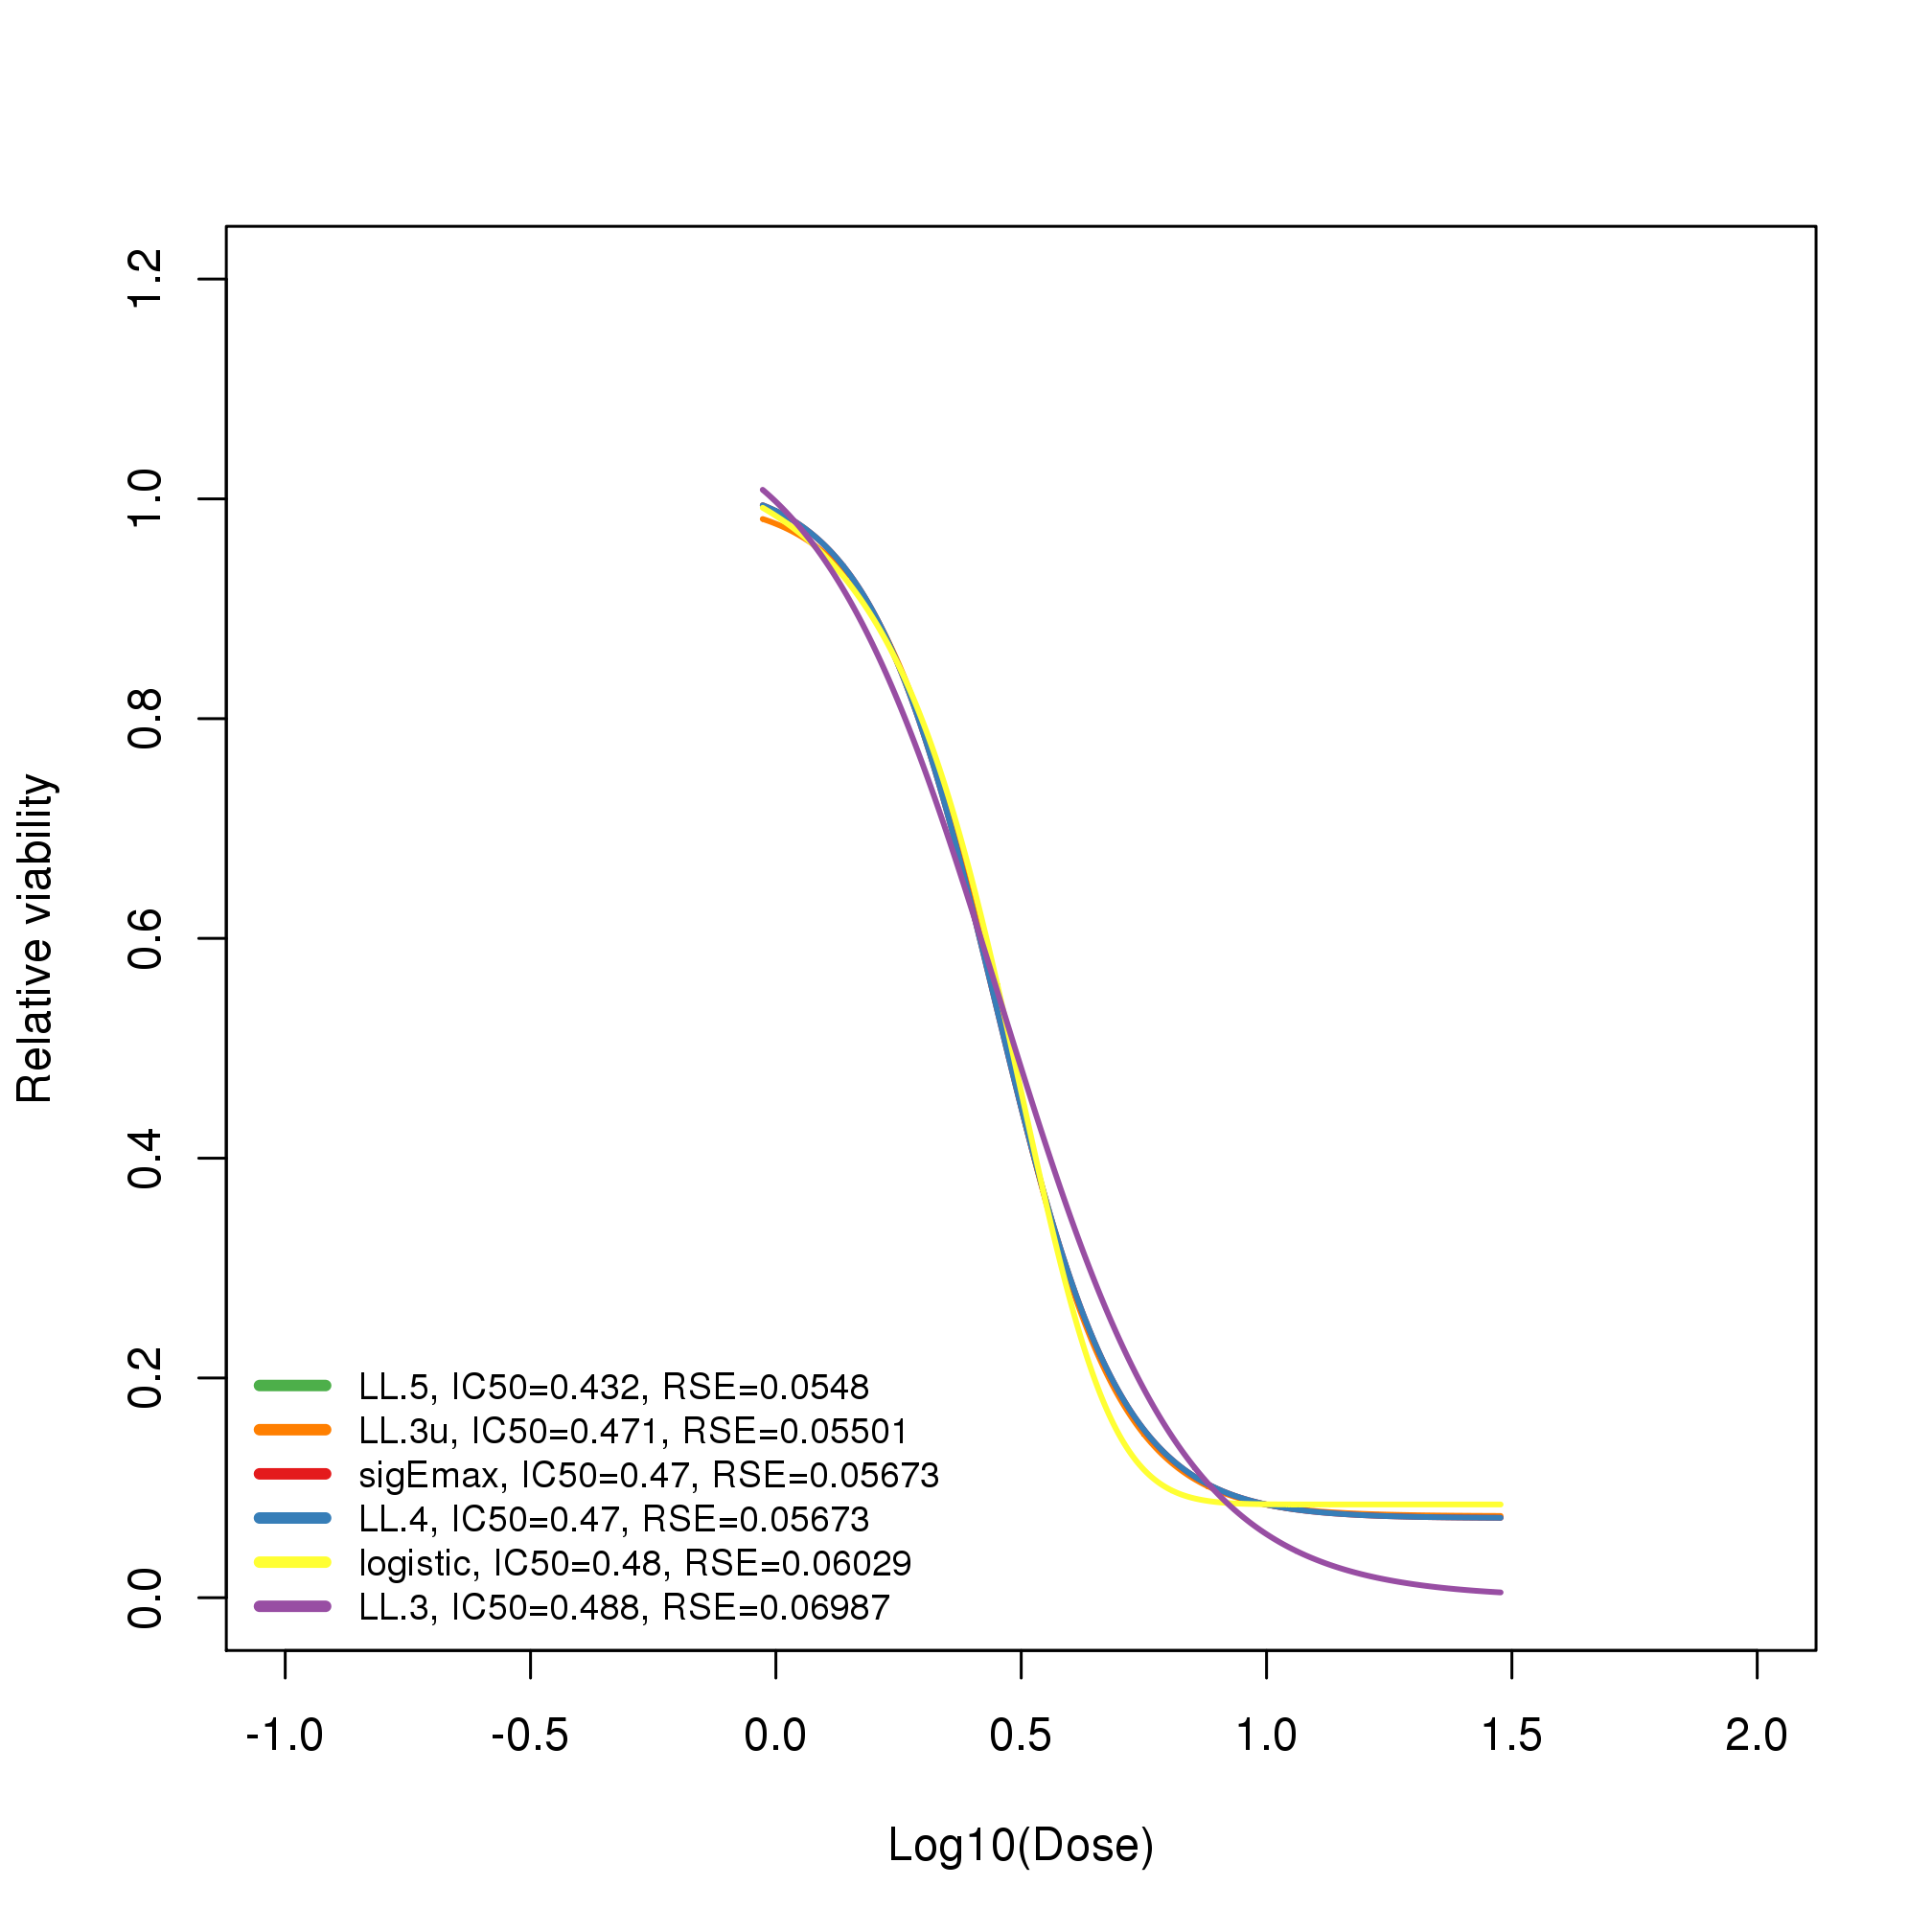 1.2
1.0
0.8
0.6
0.4
0.2
0.0
Relative viability
LL.5, IC50=0.432, RSE=0.0548
LL.3u, IC50=0.471, RSE=0.05501
sigEmax, IC50=0.47, RSE=0.05673
LL.4, IC50=0.47, RSE=0.05673
logistic, IC50=0.48, RSE=0.06029
LL.3, IC50=0.488, RSE=0.06987
-1.0 -0.5 0.0 0.5 1.0 1.5 2.0
Log10(Dose)